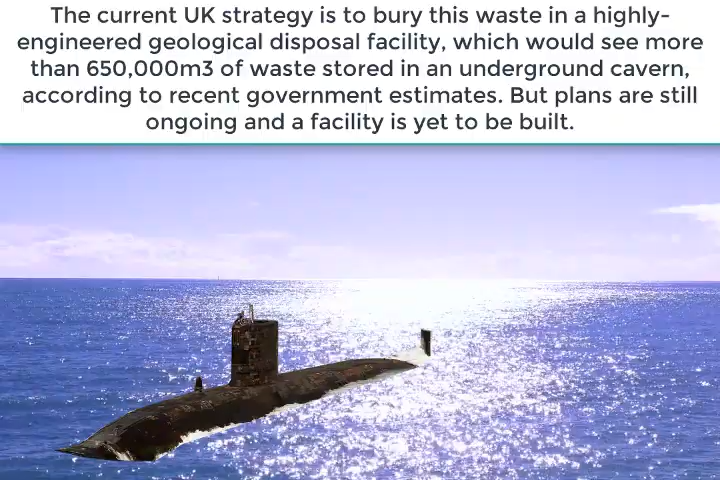 The current UK strategy is to bury this waste in a highly-
engineered geological disposal facility, which would see more
than 650,000m3 of waste stored in an underground cavern,
according to recent government estimates. But plans are still
ongoing and a facility is yet to be built.